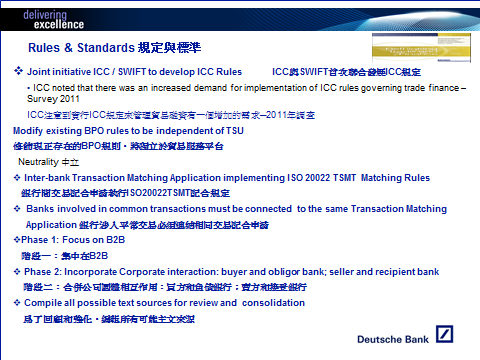 delivering
excellence
Rules & Standards 規定與標準
Joint initiative ICC / SWIFT to develop ICC Rules ICC與SWIFT首次聯合發展ICC規定
• ICC noted that there was an increased demand for implementation of ICC rules governing trade finance –
Survey 2011
ICC注意到實行ICC規定來管理貿易融資有一個增加的需求–2011年調查
Modify existing BPO rules to be independent of TSU
修飾現正存在的BPO規則,將獨立於貿易服務平台
Neutrality 中立
Inter-bank Transaction Matching Application implementing ISO 20022 TSMT Matching Rules
銀行間交易配合申請執行ISO20022TSMT配合規定
Banks involved in common transactions must be connected to the same Transaction Matching
Application 銀行涉入平常交易必須連結相同交易配合申請
Phase 1: Focus on B2B
階段一:集中在B2B
Phase 2: Incorporate Corporate interaction: buyer and obligor bank; seller and recipient bank
階段二:合併公司團體相互作用:買方和負債銀行;賣方和接受銀行
Compile all possible text sources for review and consolidation
為了回顧和強化,編輯所有可能主文來源
Deutsche Bank